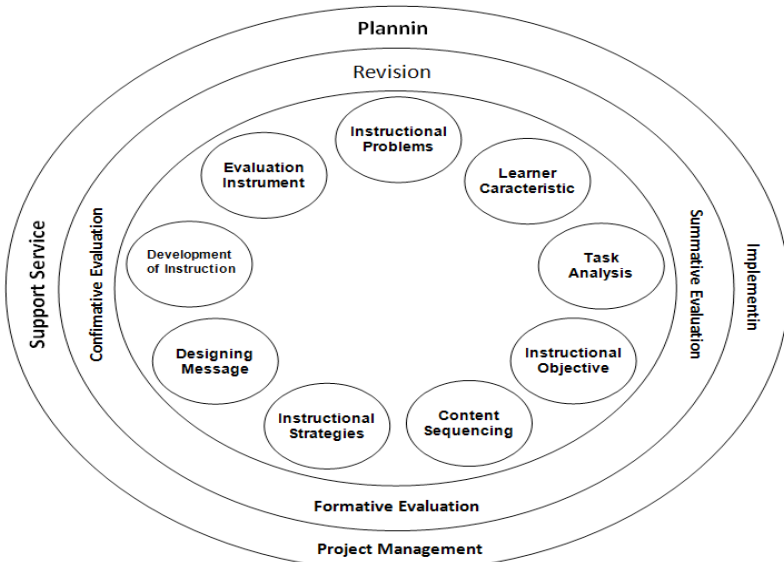 Plannin
Revision
Instructional
Problems
Evaluation
Instrument
Learner
Caracteristic
Development
of Instruction
Task
Analysis
Designing
Message
Instructional
Objective
Instructional
Strategies
Content
Sequencing
Support Service
Confimative Evaluation
Summative Evaluation
Implementin
Formative Evaluation
Project Management